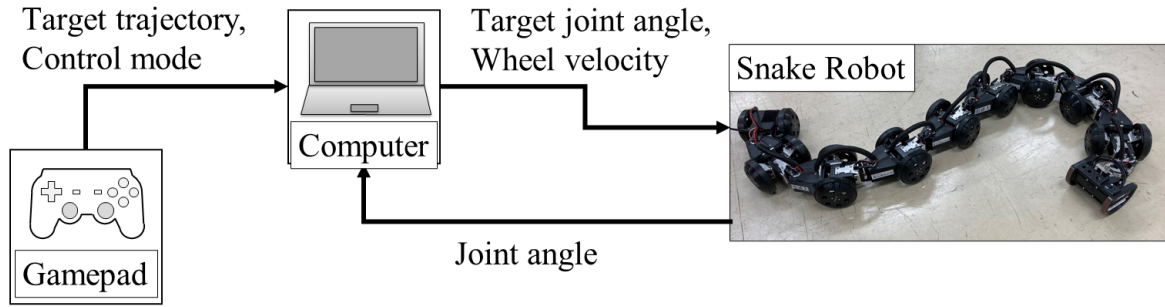 Target trajectory,
Control mode
Target joint angle,
Wheel velocity
Snake Robot
Computer
Gamepad
Joint angle